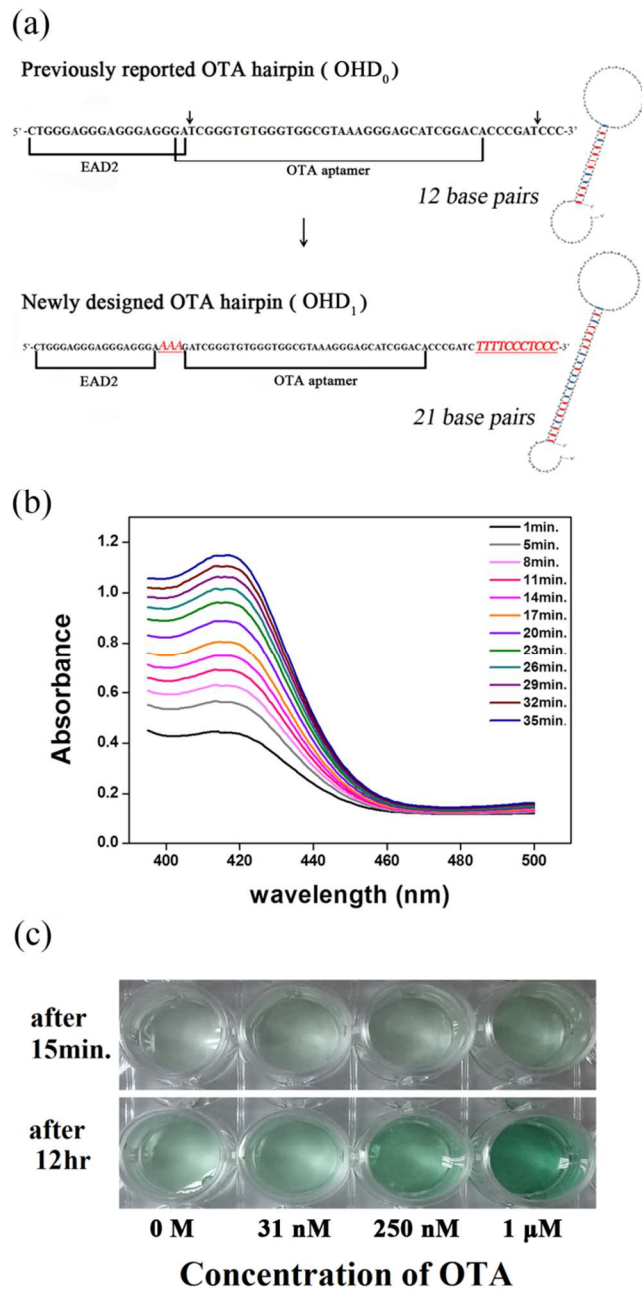 (a)
Previously reported OTA hairpin ( OHD₀ )
5' -CTGGGAGGGAGGGAGGGATCGGGTGTGGGTGGCGTAAAGGGAGCATCGGACACCCGATCCC-3'
EAD2
OTA aptamer
12 base pairs
Newly designed OTA hairpin ( OHD₁ )
5'-CTGGGAGGGAGGGAGGGAAAAGATCGGGTGTGGGTGGCGTAAAGGGAGCATCGGACACCCGATCTTTTCCCTCCC-3'
EAD2
OTA aptamer
21 base pairs
(b)
Absorbance
1.2
1.0
0.8
0.6
0.4
0.2
0.0
400
420
440
460
480
500
wavelength (nm)
1min.
5min.
8min.
11min.
14min.
17min.
20min.
23min.
26min.
29min.
32min.
35min.
(c)
after
15min.
after
12hr
0 M
31 nM
250 nM
1 μM
Concentration of OTA